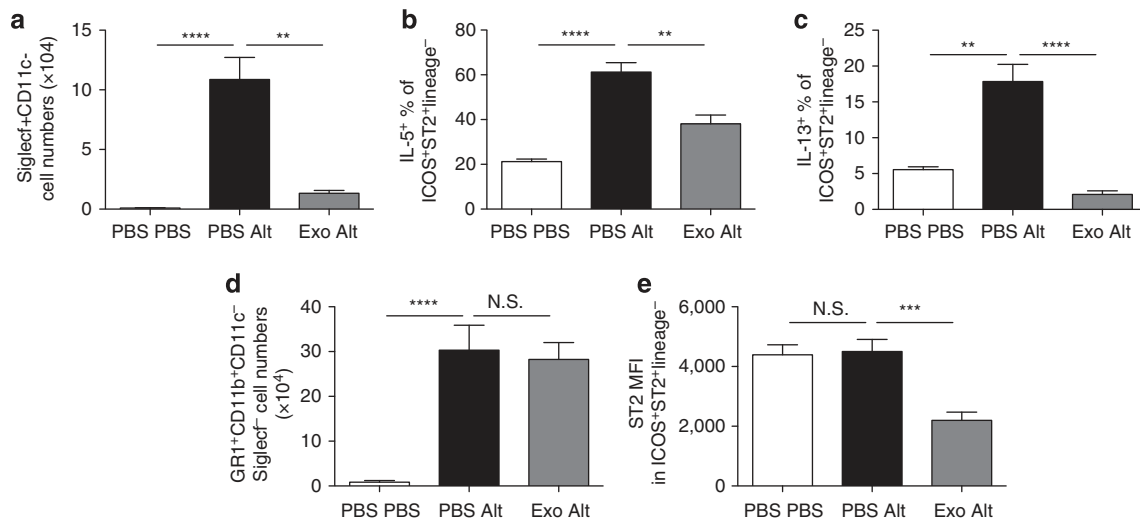 a
Siglecf+CD11c-
cell numbers (×104)
15
10
5
0
****
**
PBS PBS
PBS Alt
Exo Alt
b
IL-5⁺ % of
ICOS⁺ST2⁺lineage⁻
80
60
40
20
0
****
**
PBS PBS
PBS Alt
Exo Alt
c
IL-13⁺ % of
ICOS⁺ST2⁺lineage⁻
25
20
15
10
5
0
**
****
PBS PBS
PBS Alt
Exo Alt
d
GR1⁺CD11b⁺CD11c⁻
Siglecf⁻ cell numbers
(×10⁴)
40
30
20
10
0
****
N.S.
PBS PBS
PBS Alt
Exo Alt
e
ST2 MFI
in ICOS⁺ST2⁺lineage⁻
6,000
4,000
2,000
0
N.S.
***
PBS PBS
PBS Alt
Exo Alt